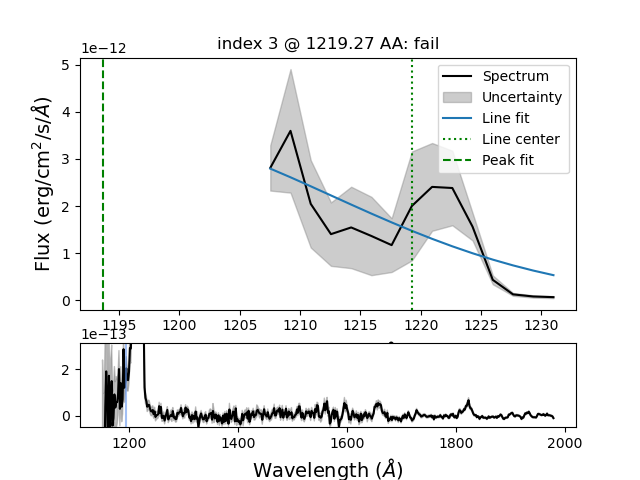 index 3 @ 1219.27 AA: fail
1e−12
Flux (erg/cm²/s/Å)
5
4
3
2
1
0
Spectrum
Uncertainty
Line fit
Line center
Peak fit
1195 1200 1205 1210 1215 1220 1225 1230
1e−13
2
0
1200 1400 1600 1800 2000
Wavelength (Å)